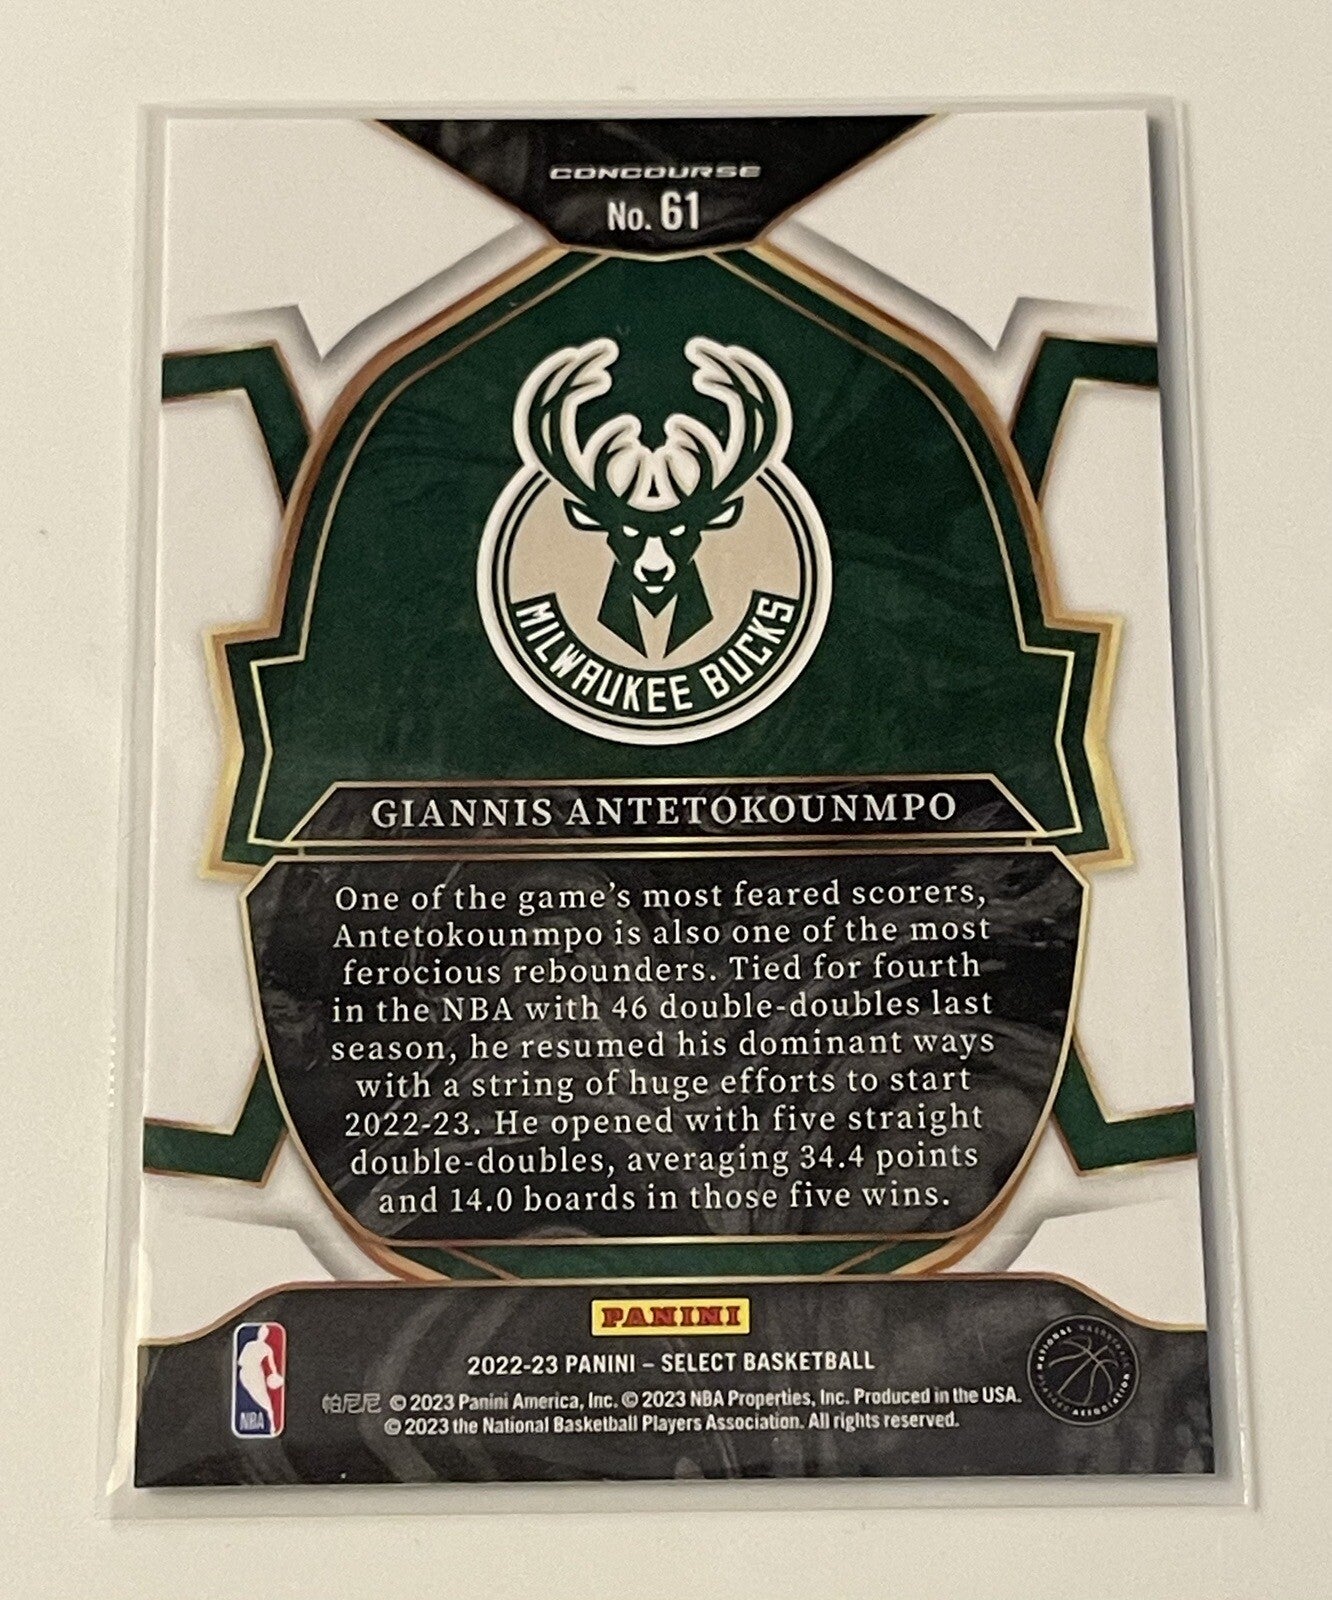 CONCOURSE
No. 61
MILWAUKEE BUCKS
GIANNIS ANTETOKOUNMPO
One of the game's most feared scorers,
Antetokounmpo is also one of the most
ferocious rebounders. Tied for fourth
in the NBA with 46 double-doubles last
season, he resumed his dominant ways
with a string of huge efforts to start
2022-23. He opened with five straight
double-doubles, averaging 34.4 points
and 14.0 boards in those five wins.
PANINI
2022-23 PANINI – SELECT BASKETBALL
帕尼尼 © 2023 Panini America, Inc. © 2023 NBA Properties, Inc. Produced in the USA.
© 2023 the National Basketball Players Association. All rights reserved.
NBA
NATIONAL BASKETBALL PLAYERS ASSOCIATION